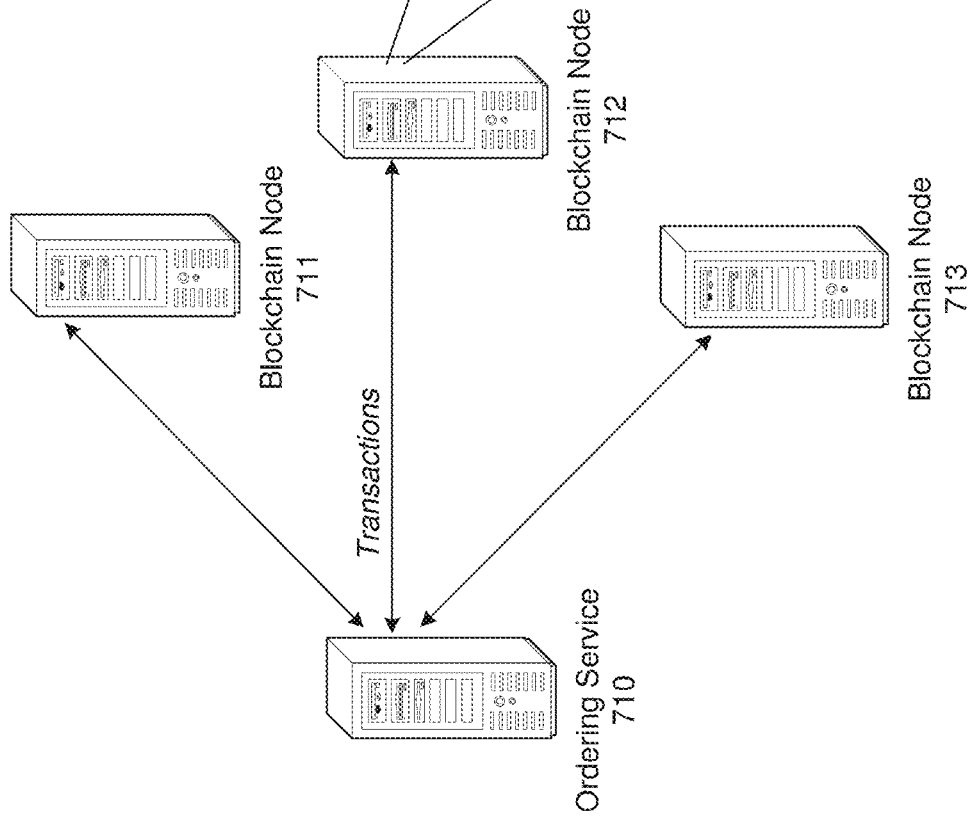 Blockchain Node
711
Transactions
Blockchain Node
712
Ordering Service
710
Blockchain Node
713